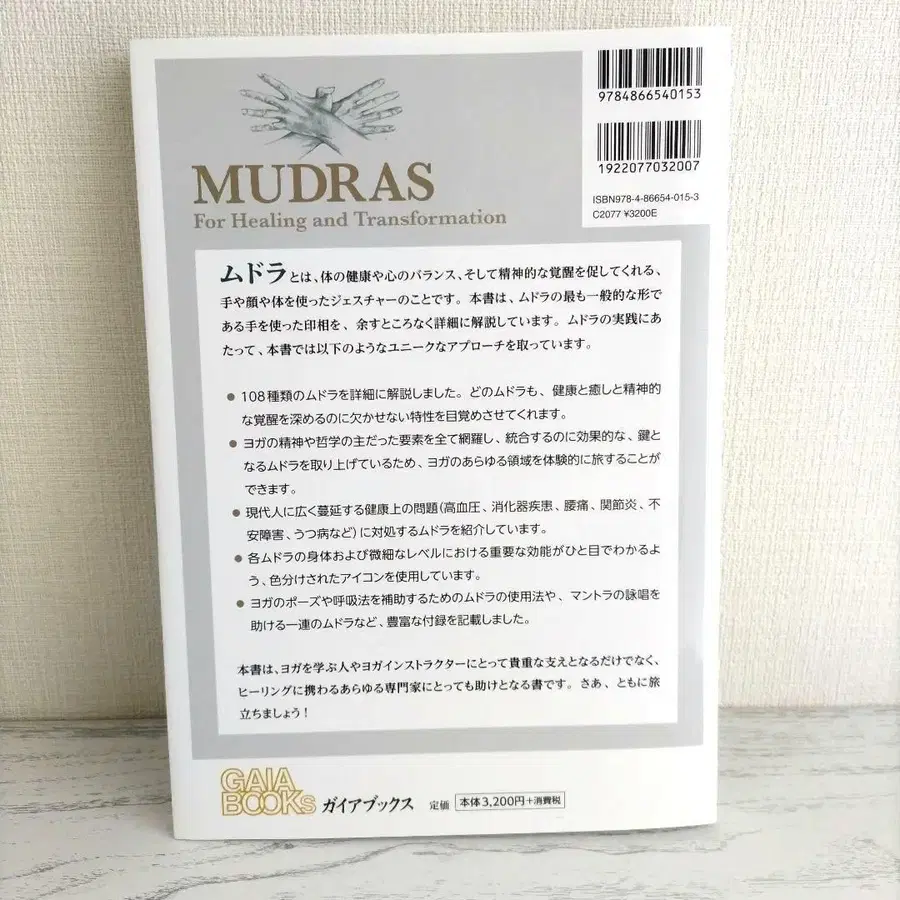 9784866540153
1922077032007
ISBN978-4-86654-015-3
C2077 ¥3200E
MUDRAS
For Healing and Transformation
ムドラとは、体の健康や心のバランス、そして精神的な覚醒を促してくれる、
手や顔や体を使ったジェスチャーのことです。本書は、ムドラの最も一般的な形で
ある手を使った印相を、余すところなく詳細に解説しています。ムドラの実践にあ
たって、本書では以下のようなユニークなアプローチを取っています。
● 108種類のムドラを詳細に解説しました。どのムドラも、健康と癒しと精神的
な覚醒を深めるのに欠かせない特性を目覚めさせてくれます。
● ヨガの精神や哲学の主だった要素を全て網羅し、統合するのに効果的な、鍵と
なるムドラを取り上げているため、ヨガのあらゆる領域を体験的に旅することが
できます。
● 現代人に広く蔓延する健康上の問題(高血圧、消化器疾患、腰痛、関節炎、不
安障害、うつ病など)に対処するムドラを紹介しています。
● 各ムドラの身体および微細なレベルにおける重要な効能がひと目でわかるよ
う、色分けされたアイコンを使用しています。
● ヨガのポーズや呼吸法を補助するためのムドラの使用法や、マントラの詠唱を
助ける一連のムドラなど、豊富な付録を記載しました。
本書は、ヨガを学ぶ人やヨガインストラクターにとって貴重な支えとなるだけでなく、
ヒーリングに携わるあらゆる専門家にとっても助けとなる書です。さあ、ともに旅
立ちましょう!
GAIA
BOOKS ガイアブックス 定価 本体3,200円+消費税